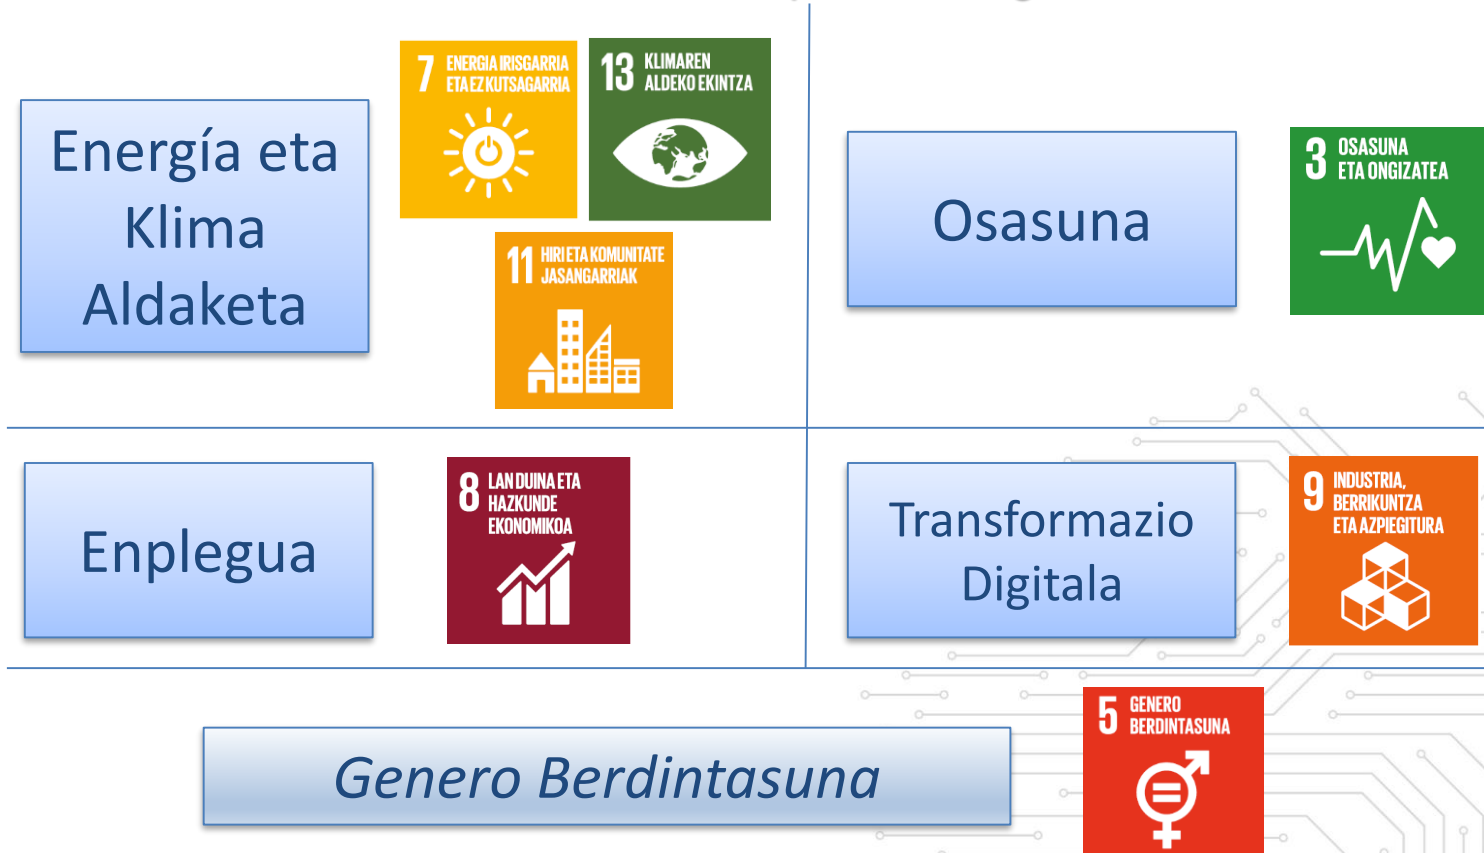 Energía eta
Klima
Aldaketa
7 ENERGIA IRISGARRIA
ETA EZ KUTSAGARRIA
13 KLIMAREN
ALDEKO EKINTZA
11 HIRI ETA KOMUNITATE
JASANGARRIAK
Osasuna
3 OSASUNA
ETA ONGIZATEA
Enplegua
8 LAN DUINA ETA
HAZKUNDE
EKONOMIKOA
Transformazio
Digitala
9 INDUSTRIA,
BERRIKUNTZA
ETA AZPIEGITURA
Genero Berdintasuna
5 GENERO
BERDINTASUNA